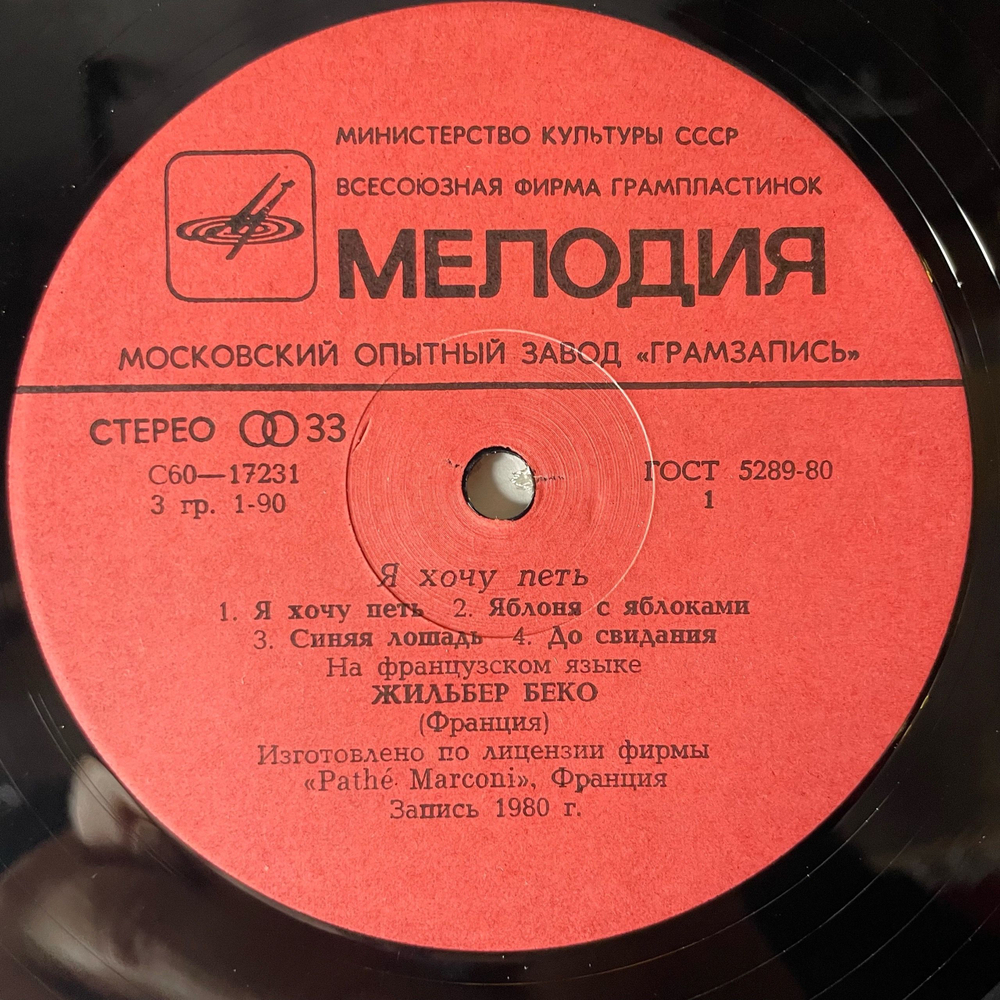 МИНИСТЕРСТВО КУЛЬТУРЫ СССР
ВСЕСОЮЗНАЯ ФИРМА ГРАМПЛАСТИНОК
МЕЛОДИЯ
МОСКОВСКИЙ ОПЫТНЫЙ ЗАВОД «ГРАМЗАПИСЬ»
СТЕРЕО 33
С60—17231
3 гр. 1-90
ГОСТ 5289-80
1
Я хочу петь
1. Я хочу петь 2. Яблоня с яблоками
3. Синяя лошадь 4. До свидания
На французском языке
ЖИЛЬБЕР БЕКО
(Франция)
Изготовлено по лицензии фирмы
«Pathé Marconi», Франция
Запись 1980 г.